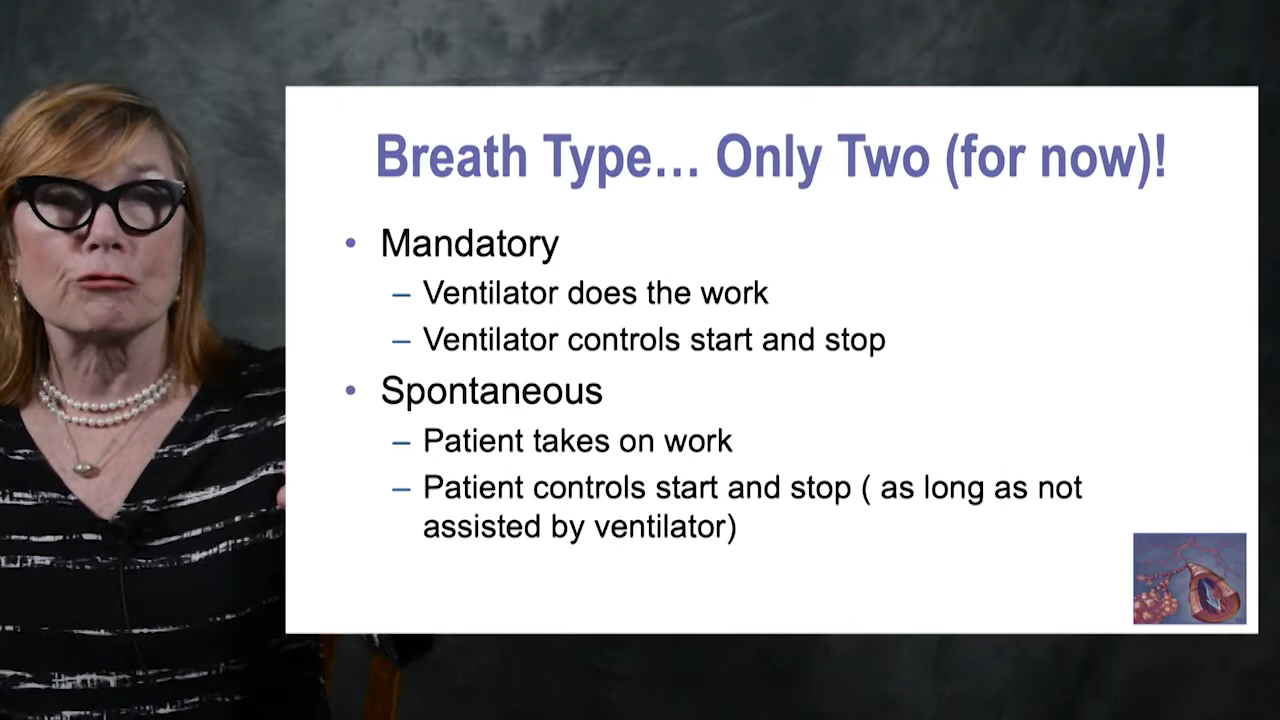 Breath Type... Only Two (for now)!
• Mandatory
– Ventilator does the work
– Ventilator controls start and stop
• Spontaneous
– Patient takes on work
– Patient controls start and stop ( as long as not
assisted by ventilator)